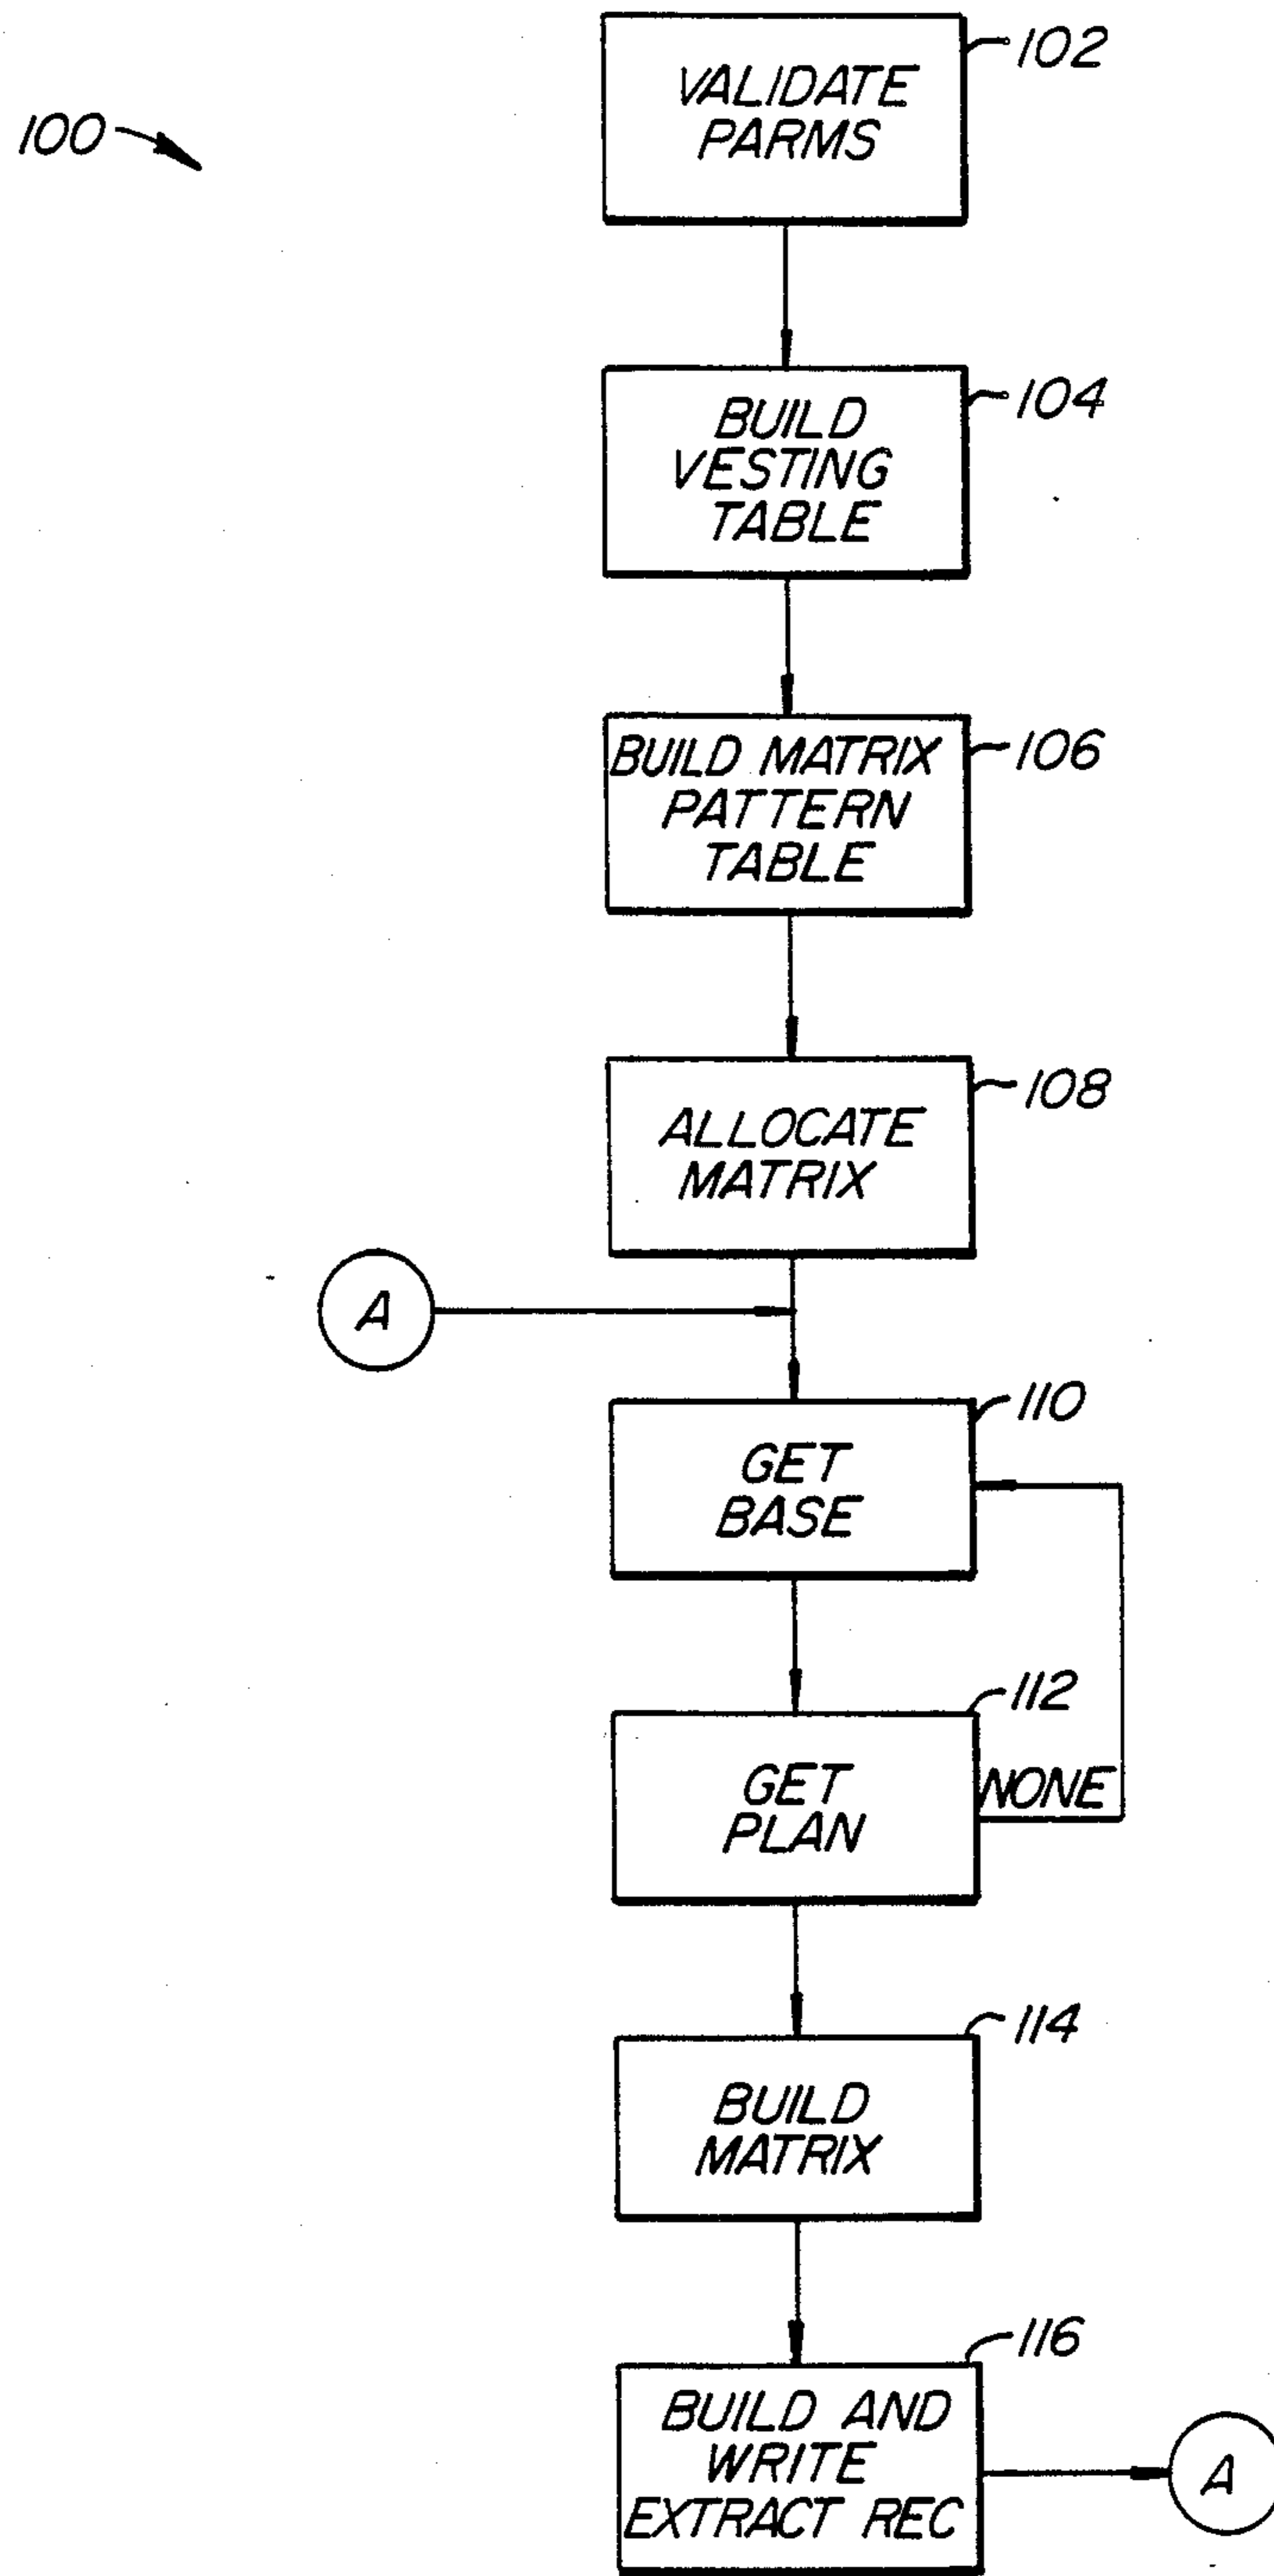 102
VALIDATE
PARMS
100
104
BUILD
VESTING
TABLE
106
BUILD MATRIX
PATTERN
TABLE
108
ALLOCATE
MATRIX
A
110
GET
BASE
112
GET
PLAN
NONE
114
BUILD
MATRIX
116
BUILD AND
WRITE
EXTRACT REC
A